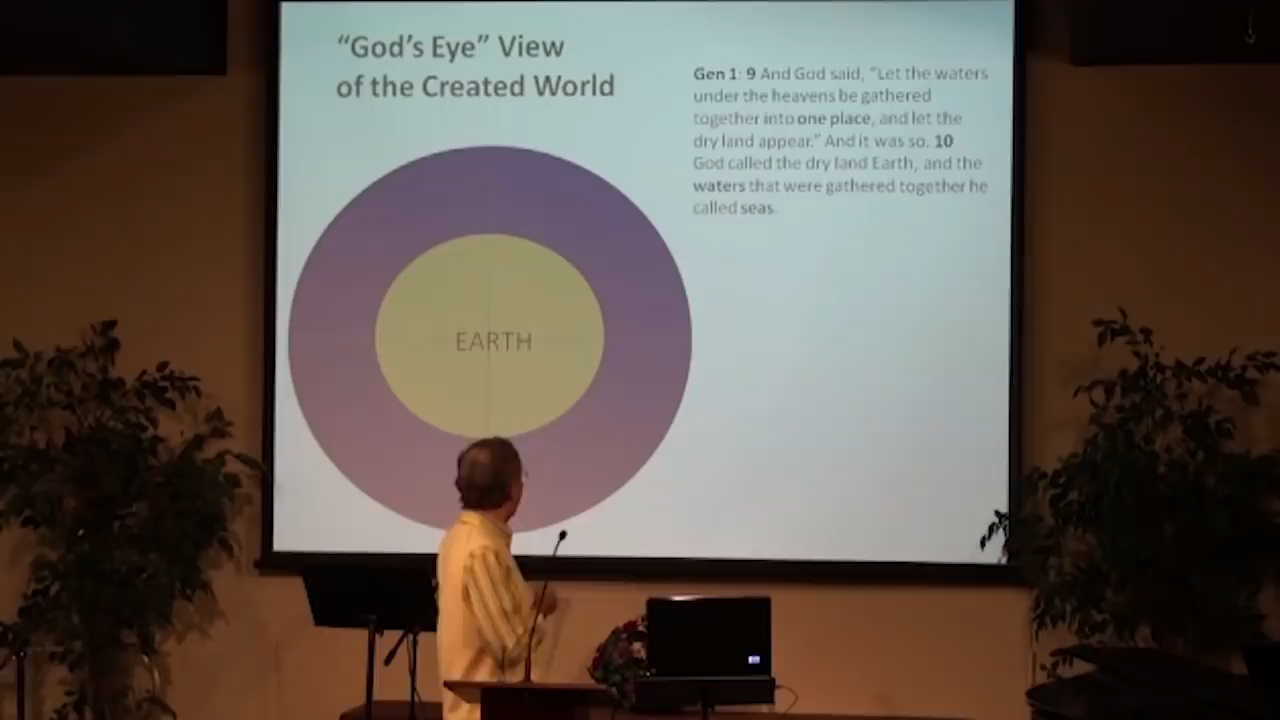 “God’s Eye” View
of the Created World
Gen 1: 9 And God said, “Let the waters
under the heavens be gathered
together into one place, and let the
dry land appear.” And it was so. 10
God called the dry land Earth, and the
waters that were gathered together he
called seas.
EARTH